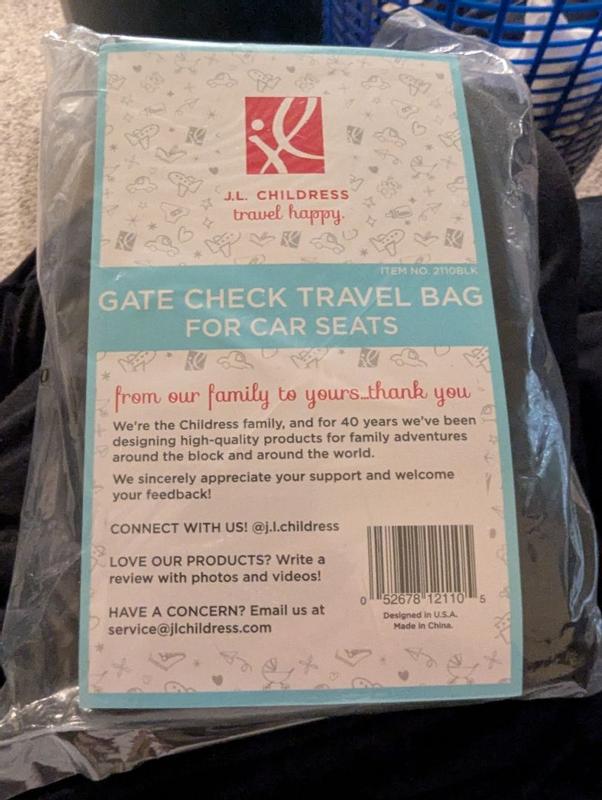 J.L. CHILDRESS
travel happy.
ITEM NO. 2110BLK
GATE CHECK TRAVEL BAG
FOR CAR SEATS
from our family to yours...thank you
We're the Childress family, and for 40 years we've been
designing high-quality products for family adventures
around the block and around the world.
We sincerely appreciate your support and welcome
your feedback!
CONNECT WITH US! @j.l.childress
LOVE OUR PRODUCTS? Write a
review with photos and videos!
HAVE A CONCERN? Email us at
service@jlchildress.com
0 52678 12110 5
Designed in U.S.A.
Made in China.